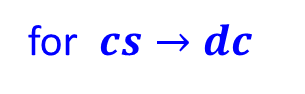 for cs → dc